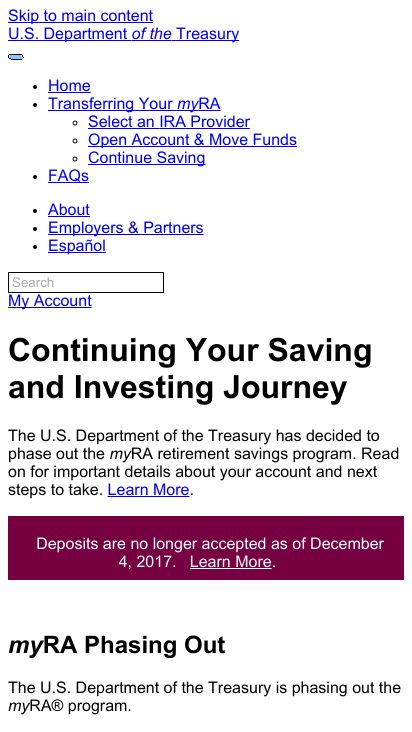 Skip to main content
U.S. Department of the Treasury
Home
Transferring Your myRA
Select an IRA Provider
Open Account & Move Funds
Continue Saving
FAQs
About
Employers & Partners
Español
Search
My Account
Continuing Your Saving
and Investing Journey
The U.S. Department of the Treasury has decided to
phase out the myRA retirement savings program. Read
on for important details about your account and next
steps to take. Learn More.
Deposits are no longer accepted as of December
4, 2017. Learn More.
myRA Phasing Out
The U.S. Department of the Treasury is phasing out the
myRA® program.